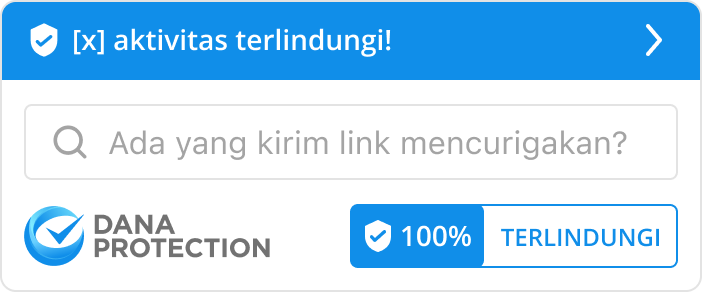 [x] aktivitas terlindungi!
Ada yang kirim link mencurigakan?
DANA
PROTECTION
100% TERLINDUNGI